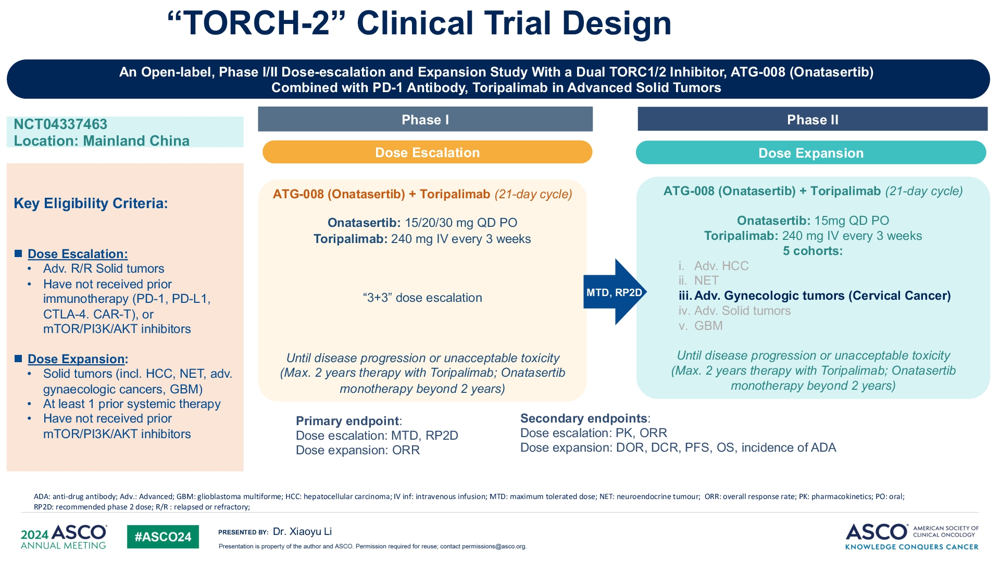 “TORCH-2” Clinical Trial Design
An Open-label, Phase I/II Dose-escalation and Expansion Study With a Dual TORC1/2 Inhibitor, ATG-008 (Onatasertib)
Combined with PD-1 Antibody, Toripalimab in Advanced Solid Tumors
NCT04337463
Location: Mainland China
Key Eligibility Criteria:
■ Dose Escalation:
• Adv. R/R Solid tumors
• Have not received prior
immunotherapy (PD-1, PD-L1,
CTLA-4. CAR-T), or
mTOR/PI3K/AKT inhibitors
■ Dose Expansion:
• Solid tumors (incl. HCC, NET, adv.
gynaecologic cancers, GBM)
• At least 1 prior systemic therapy
• Have not received prior
mTOR/PI3K/AKT inhibitors
Phase I
Dose Escalation
ATG-008 (Onatasertib) + Toripalimab (21-day cycle)
Onatasertib: 15/20/30 mg QD PO
Toripalimab: 240 mg IV every 3 weeks
“3+3” dose escalation
Until disease progression or unacceptable toxicity
(Max. 2 years therapy with Toripalimab; Onatasertib
monotherapy beyond 2 years)
MTD, RP2D
Phase II
Dose Expansion
ATG-008 (Onatasertib) + Toripalimab (21-day cycle)
Onatasertib: 15mg QD PO
Toripalimab: 240 mg IV every 3 weeks
5 cohorts:
i. Adv. HCC
ii. NET
iii. Adv. Gynecologic tumors (Cervical Cancer)
iv. Adv. Solid tumors
v. GBM
Until disease progression or unacceptable toxicity
(Max. 2 years therapy with Toripalimab; Onatasertib
monotherapy beyond 2 years)
Primary endpoint:
Dose escalation: MTD, RP2D
Dose expansion: ORR
Secondary endpoints:
Dose escalation: PK, ORR
Dose expansion: DOR, DCR, PFS, OS, incidence of ADA
ADA: anti-drug antibody; Adv.: Advanced; GBM: glioblastoma multiforme; HCC: hepatocellular carcinoma; IV inf: intravenous infusion; MTD: maximum tolerated dose; NET: neuroendocrine tumour; ORR: overall response rate; PK: pharmacokinetics; PO: oral;
RP2D: recommended phase 2 dose; R/R : relapsed or refractory;
2024 ASCO®
ANNUAL MEETING
#ASCO24
PRESENTED BY: Dr. Xiaoyu Li
Presentation is property of the author and ASCO. Permission required for reuse; contact permissions@asco.org.
ASCO® AMERICAN SOCIETY OF
CLINICAL ONCOLOGY
KNOWLEDGE CONQUERS CANCER